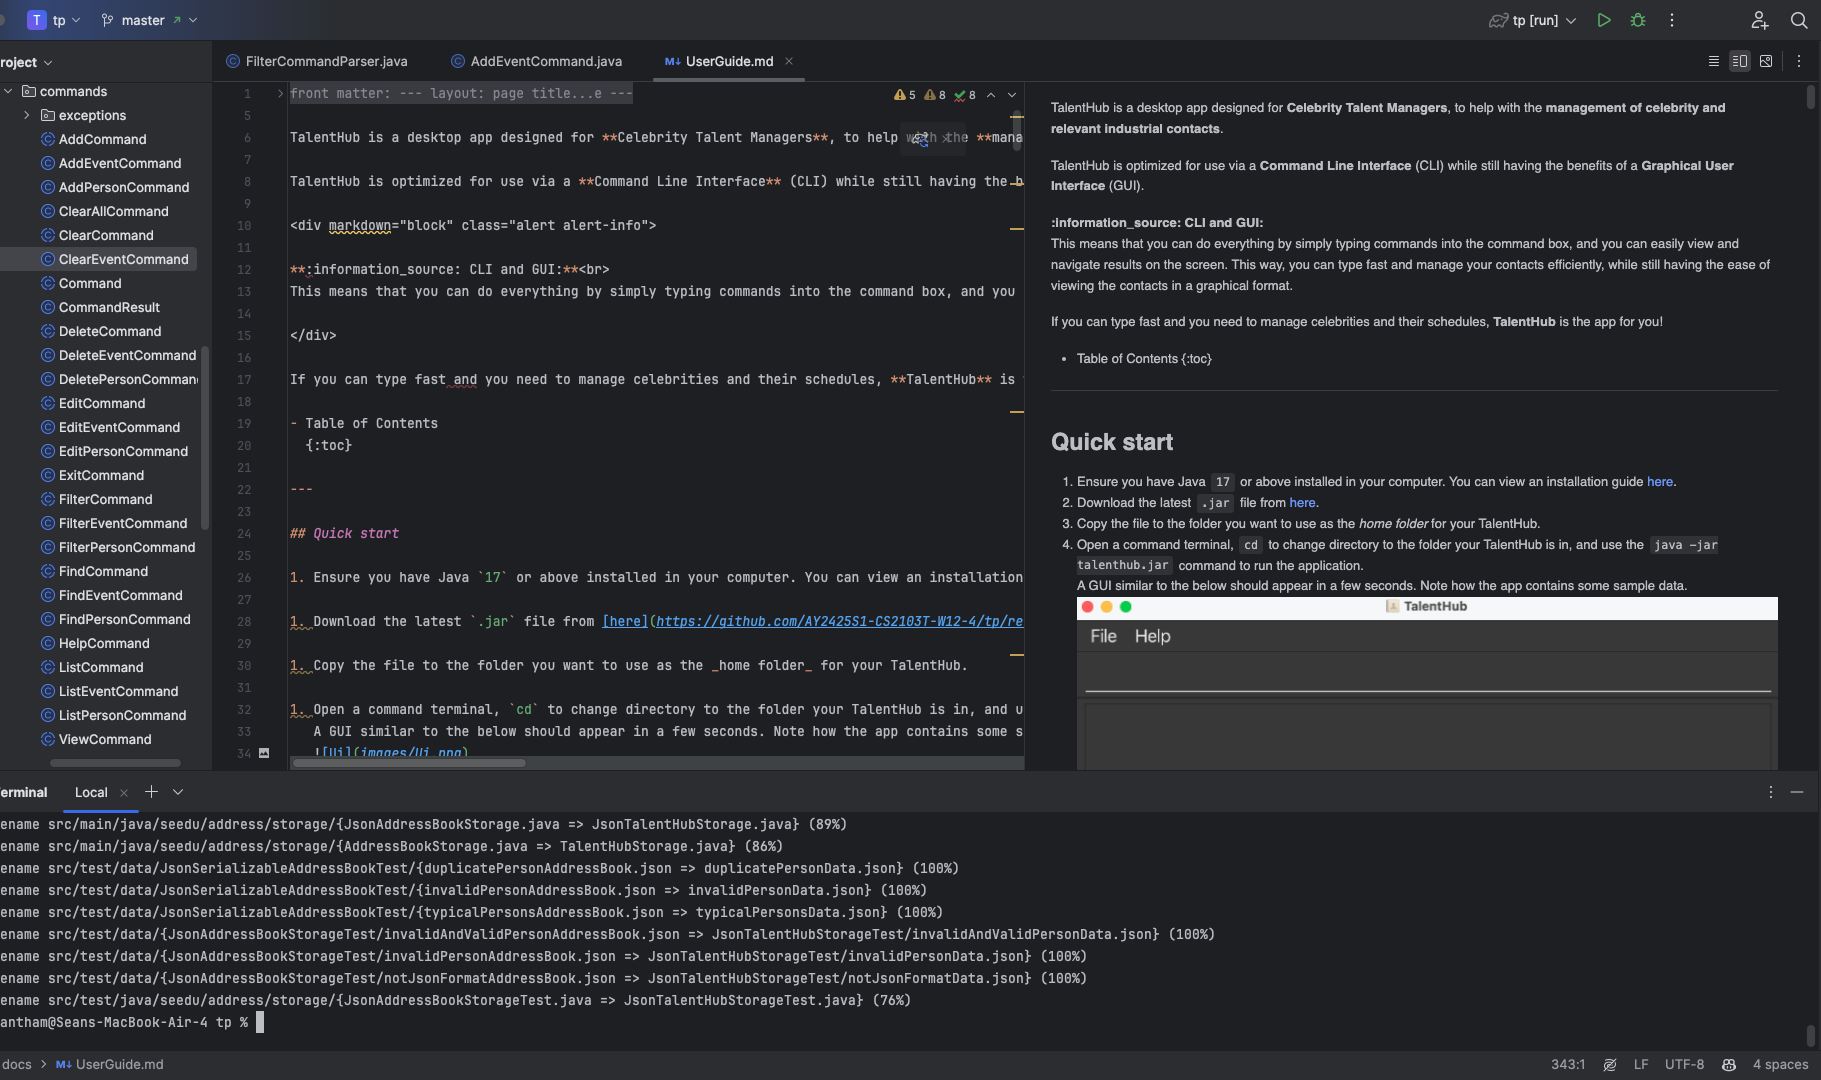 T tp master tp [run]
roject
FilterCommandParser.java AddEventCommand.java M↓ UserGuide.md
commands
exceptions
AddCommand
AddEventCommand
AddPersonCommand
ClearAllCommand
ClearCommand
ClearEventCommand
Command
CommandResult
DeleteCommand
DeleteEventCommand
DeletePersonComman
EditCommand
EditEventCommand
EditPersonCommand
ExitCommand
FilterCommand
FilterEventCommand
FilterPersonCommand
FindCommand
FindEventCommand
FindPersonCommand
HelpCommand
ListCommand
ListEventCommand
ListPersonCommand
ViewCommand
5 8 8
1 front matter: --- layout: page title...e ---
5
6 TalentHub is a desktop app designed for **Celebrity Talent Managers**, to help with the **mana
7
8 TalentHub is optimized for use via a **Command Line Interface** (CLI) while still having the b
9
10 <div markdown="block" class="alert alert-info">
11
12 **:information_source: CLI and GUI:**<br>
13 This means that you can do everything by simply typing commands into the command box, and you
14
15 </div>
16
17 If you can type fast and you need to manage celebrities and their schedules, **TalentHub** is
18
19 - Table of Contents
20 {:toc}
21
22 ---
23
24 ## Quick start
25
26 1. Ensure you have Java `17` or above installed in your computer. You can view an installation
27
28 1. Download the latest `.jar` file from [here](https://github.com/AY2425S1-CS2103T-W12-4/tp/re
29
30 1. Copy the file to the folder you want to use as the _home folder_ for your TalentHub.
31
32 1. Open a command terminal, `cd` to change directory to the folder your TalentHub is in, and u
33 A GUI similar to the below should appear in a few seconds. Note how the app contains some s
34 ![Ui](images/Ui.png)
TalentHub is a desktop app designed for Celebrity Talent Managers, to help with the management of celebrity and
relevant industrial contacts.
TalentHub is optimized for use via a Command Line Interface (CLI) while still having the benefits of a Graphical User
Interface (GUI).
:information_source: CLI and GUI:
This means that you can do everything by simply typing commands into the command box, and you can easily view and
navigate results on the screen. This way, you can type fast and manage your contacts efficiently, while still having the ease of
viewing the contacts in a graphical format.
If you can type fast and you need to manage celebrities and their schedules, TalentHub is the app for you!
• Table of Contents {:toc}
Quick start
1. Ensure you have Java 17 or above installed in your computer. You can view an installation guide here.
2. Download the latest .jar file from here.
3. Copy the file to the folder you want to use as the home folder for your TalentHub.
4. Open a command terminal, cd to change directory to the folder your TalentHub is in, and use the java -jar
talenthub.jar command to run the application.
A GUI similar to the below should appear in a few seconds. Note how the app contains some sample data.
TalentHub
File Help
erminal Local
ename src/main/java/seedu/address/storage/{JsonAddressBookStorage.java => JsonTalentHubStorage.java} (89%)
ename src/main/java/seedu/address/storage/{AddressBookStorage.java => TalentHubStorage.java} (86%)
ename src/test/data/JsonSerializableAddressBookTest/{duplicatePersonAddressBook.json => duplicatePersonData.json} (100%)
ename src/test/data/JsonSerializableAddressBookTest/{invalidPersonAddressBook.json => invalidPersonData.json} (100%)
ename src/test/data/JsonSerializableAddressBookTest/{typicalPersonsAddressBook.json => typicalPersonsData.json} (100%)
ename src/test/data/{JsonAddressBookStorageTest/invalidAndValidPersonAddressBook.json => JsonTalentHubStorageTest/invalidAndValidPersonData.json} (100%)
ename src/test/data/{JsonAddressBookStorageTest/invalidPersonAddressBook.json => JsonTalentHubStorageTest/invalidPersonData.json} (100%)
ename src/test/data/{JsonAddressBookStorageTest/notJsonFormatAddressBook.json => JsonTalentHubStorageTest/notJsonFormatData.json} (100%)
ename src/test/java/seedu/address/storage/{JsonAddressBookStorageTest.java => JsonTalentHubStorageTest.java} (76%)
antham@Seans-MacBook-Air-4 tp %
docs > M↓ UserGuide.md 343:1 LF UTF-8 4 spaces